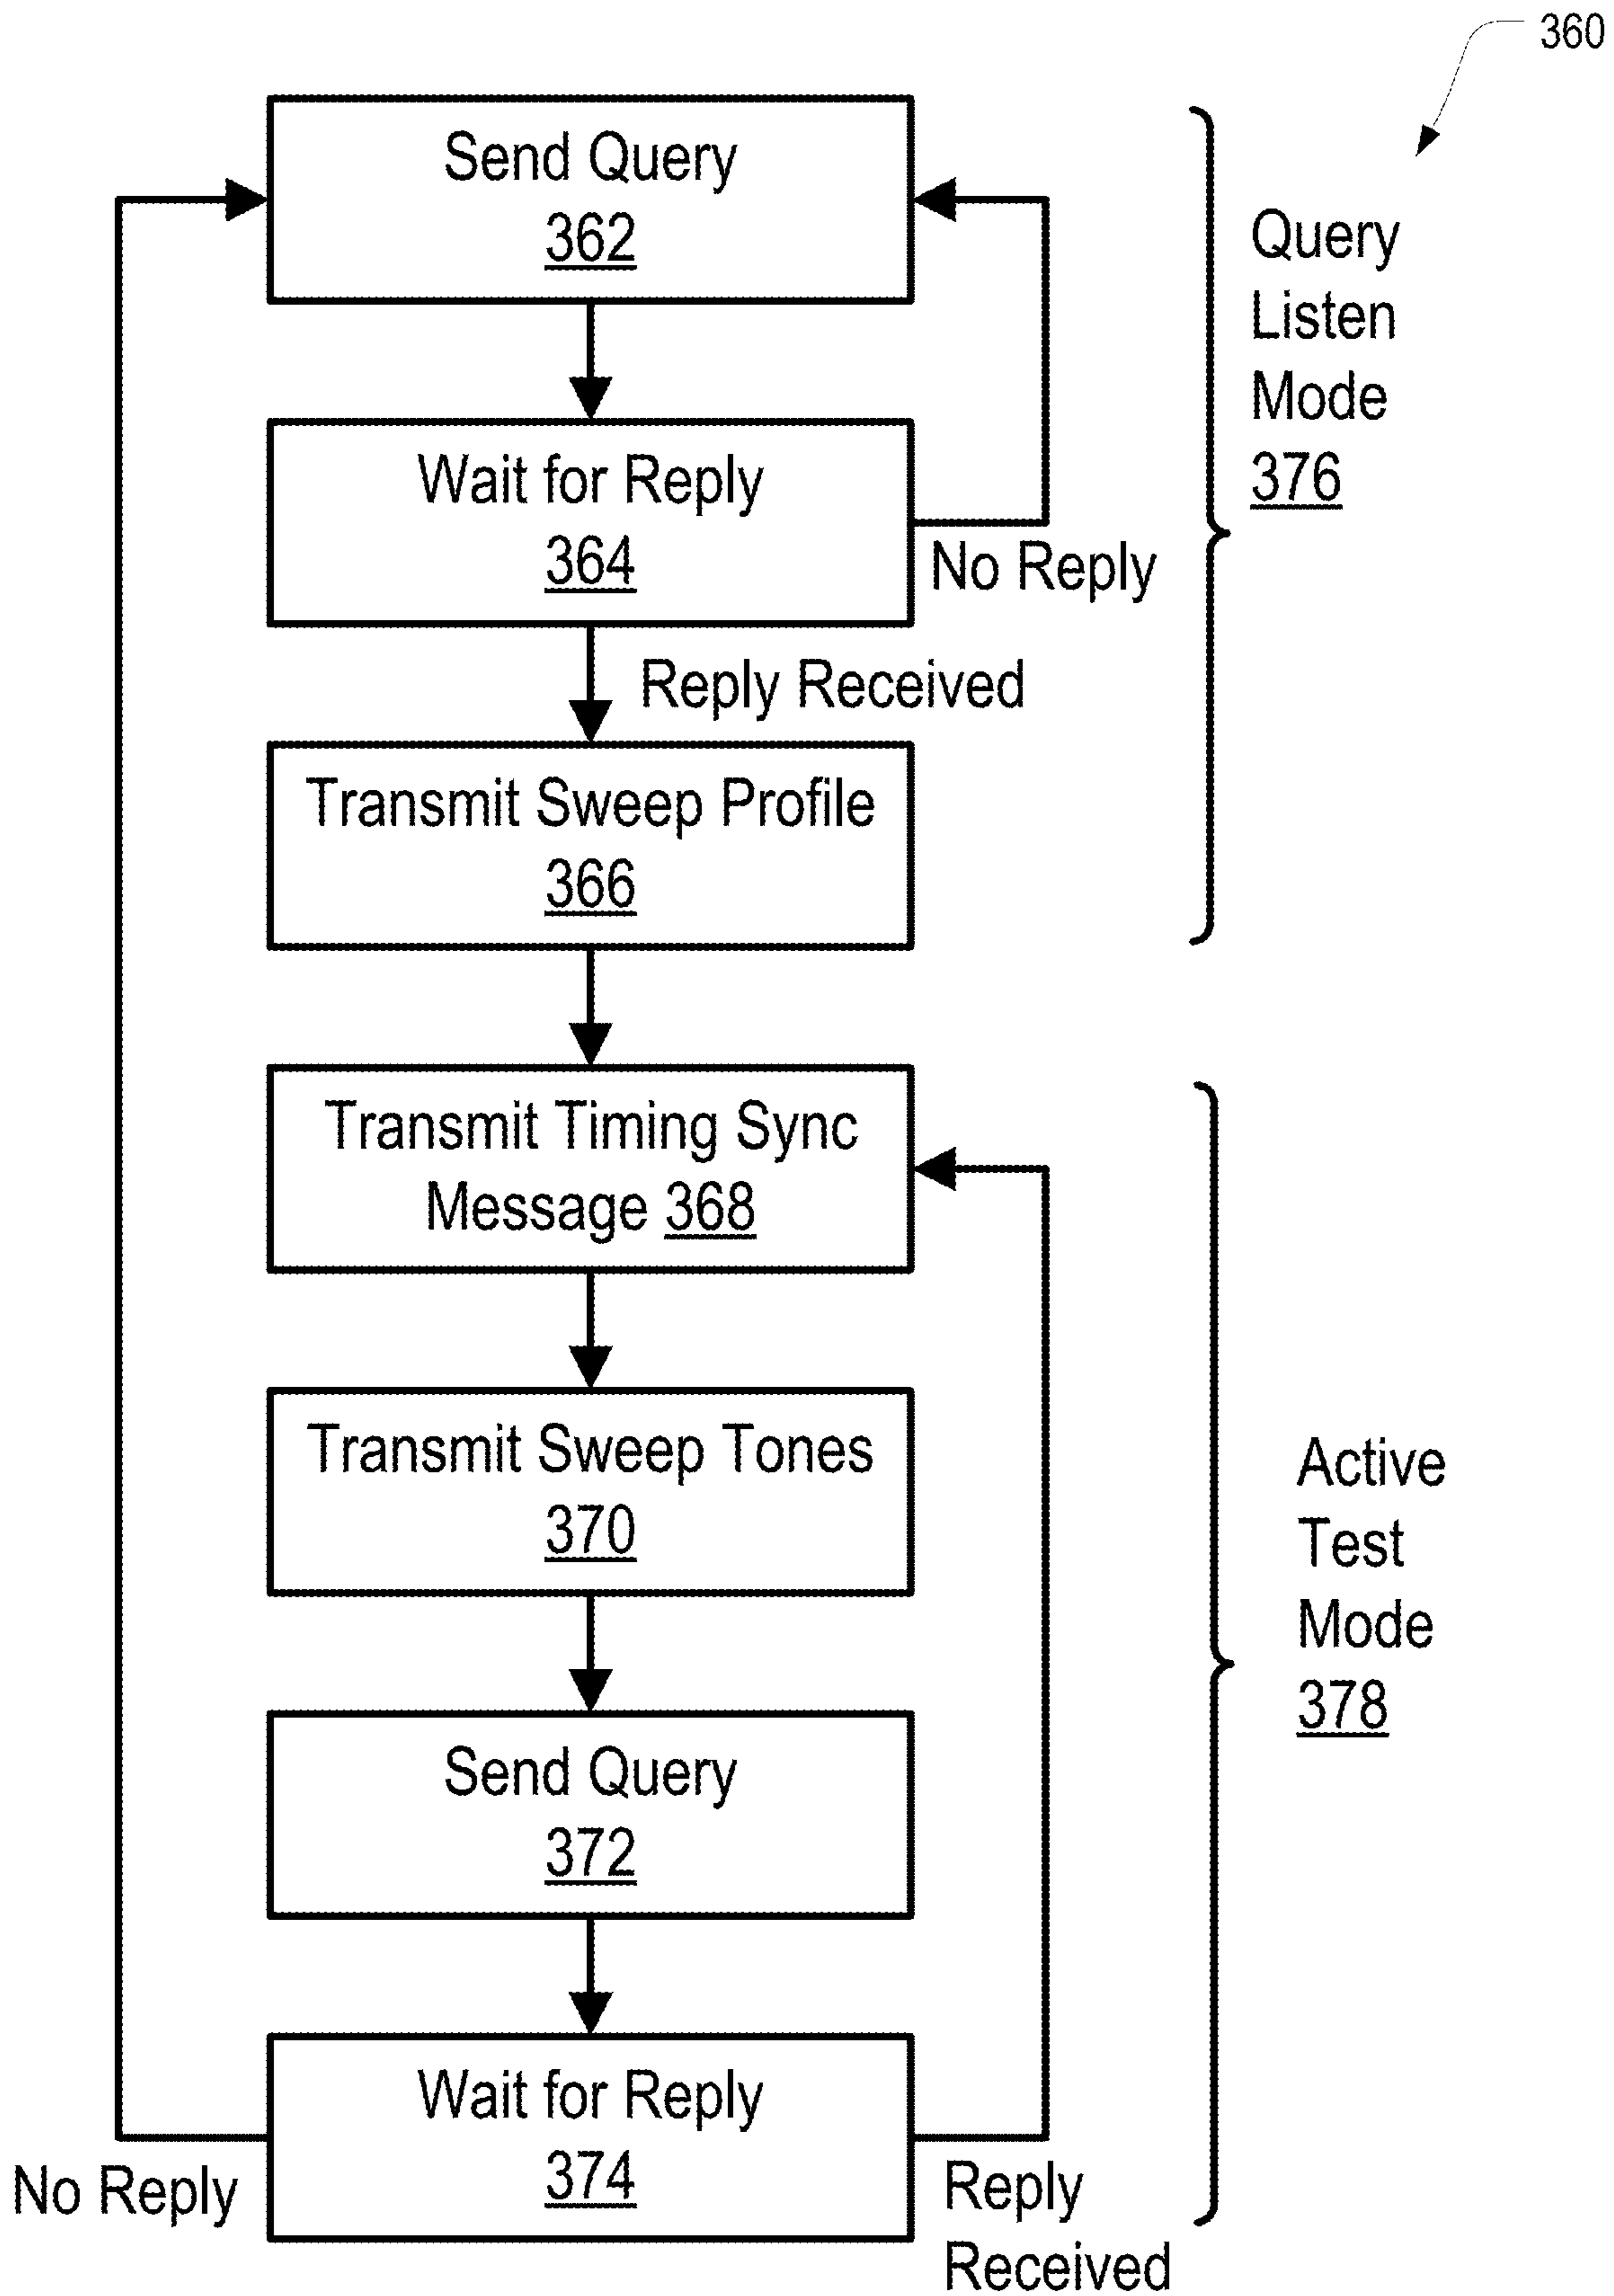 360
Send Query
362
Query
Listen
Mode
376
Wait for Reply
364
No Reply
Reply Received
Transmit Sweep Profile
366
Transmit Timing Sync
Message 368
Transmit Sweep Tones
370
Active
Test
Mode
378
Send Query
372
Wait for Reply
374
No Reply
Reply
Received